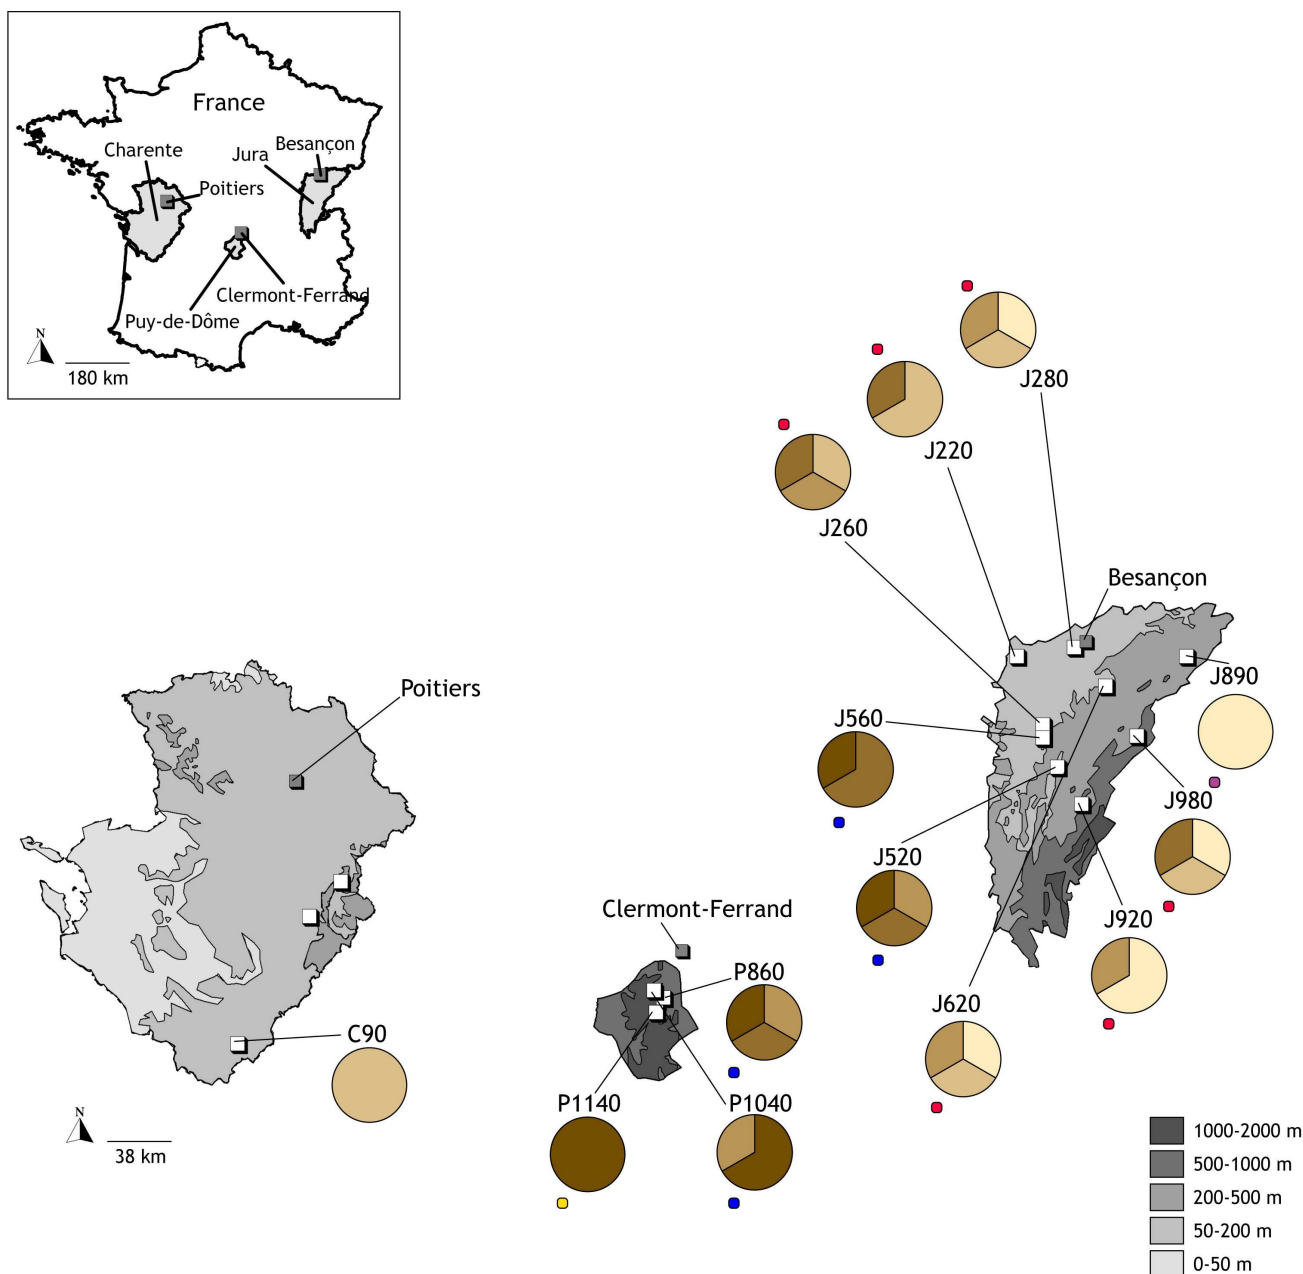 France
Charente
Jura
Besançon
Poitiers
Clermont-Ferrand
Puy-de-Dôme
N
180 km
J280
J220
J260
Besançon
J890
J560
Poitiers
J980
J520
Clermont-Ferrand
J920
P860
J620
C90
P1140
P1040
N
38 km
1000-2000 m
500-1000 m
200-500 m
50-200 m
0-50 m